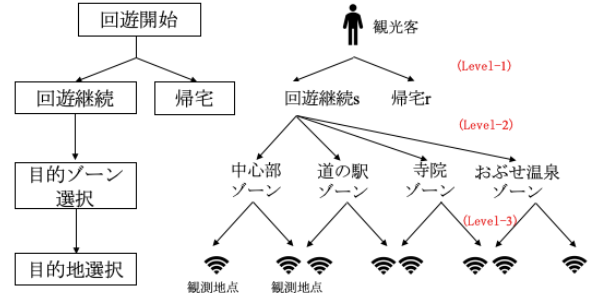 回遊開始
観光客
(Level-1)
回遊継続
帰宅
回遊継続s
帰宅r
(Level-2)
目的ゾーン
選択
中心部
ゾーン
道の駅
ゾーン
寺院
ゾーン
おぶせ温泉
ゾーン
(Level-3)
目的地選択
観測地点
観測地点